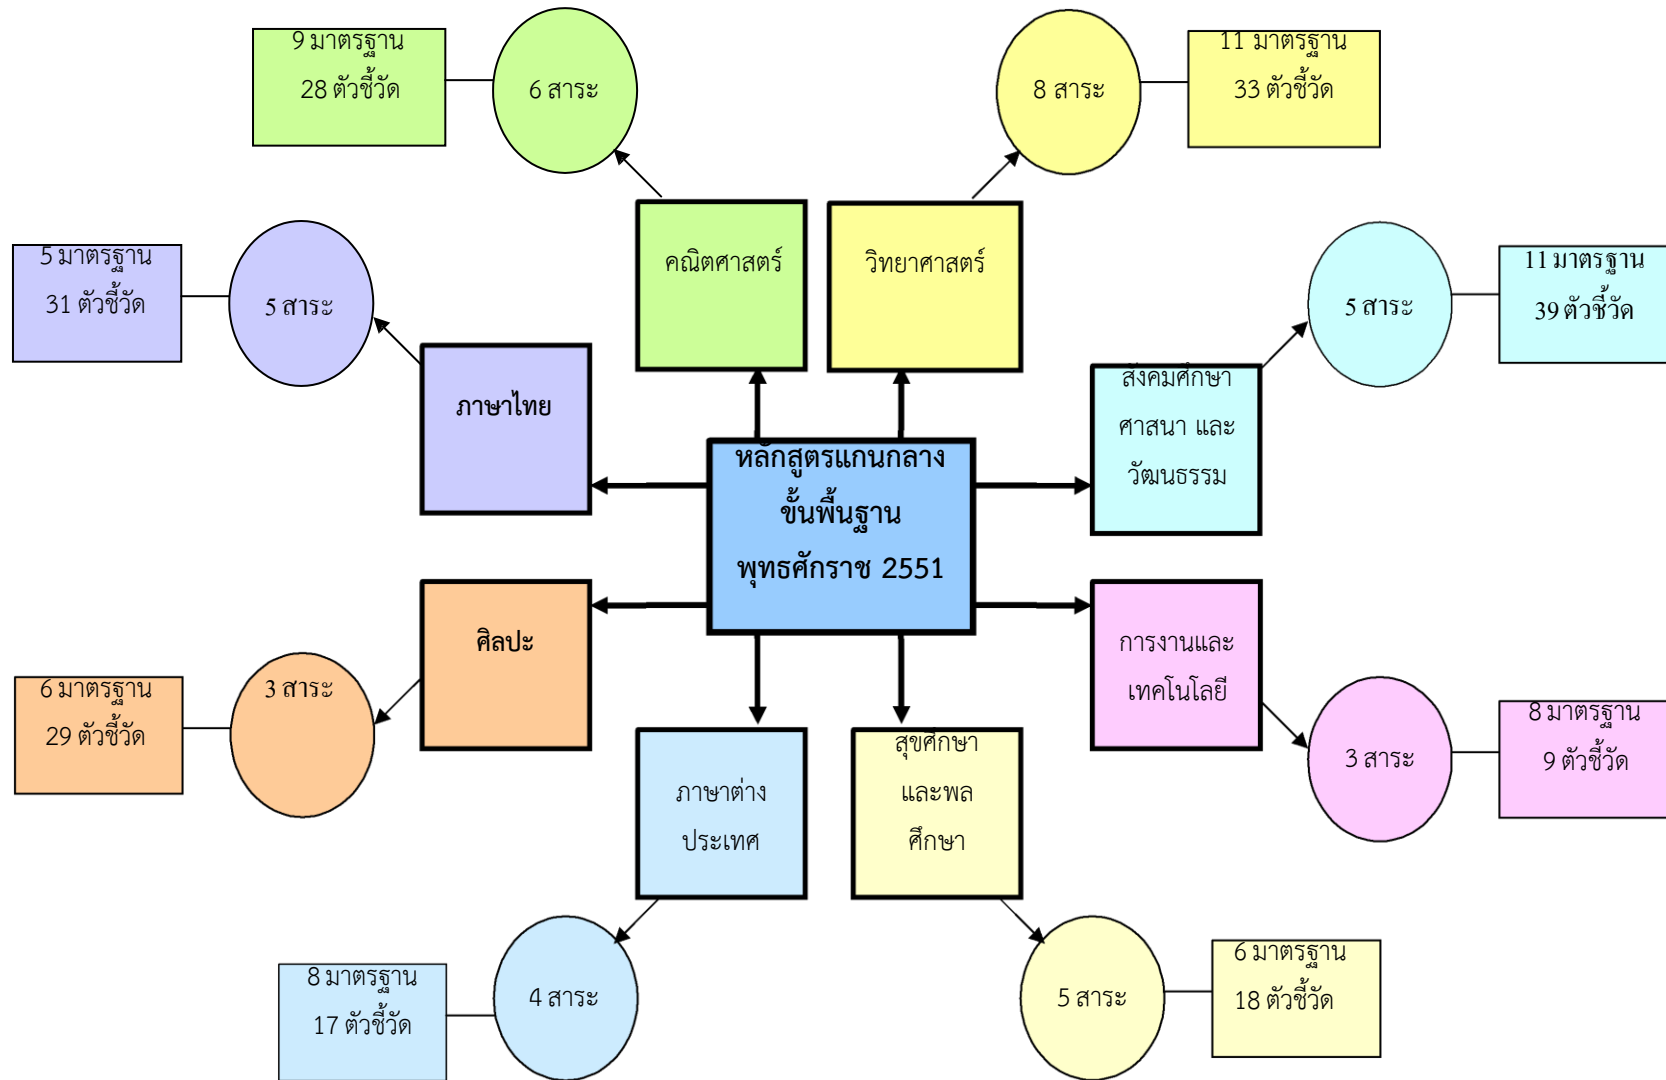 9 มาตรฐาน
28 ตัวชี้วัด
6 สาระ
8 สาระ
11 มาตรฐาน
33 ตัวชี้วัด
5 มาตรฐาน
31 ตัวชี้วัด
5 สาระ
คณิตศาสตร์
วิทยาศาสตร์
5 สาระ
11 มาตรฐาน
39 ตัวชี้วัด
ภาษาไทย
สังคมศึกษา
ศาสนา และ
วัฒนธรรม
หลักสูตรแกนกลาง
ขั้นพื้นฐาน
พุทธศักราช 2551
ศิลปะ
การงานและ
เทคโนโลยี
6 มาตรฐาน
29 ตัวชี้วัด
3 สาระ
3 สาระ
8 มาตรฐาน
9 ตัวชี้วัด
ภาษาต่าง
ประเทศ
สุขศึกษา
และพล
ศึกษา
8 มาตรฐาน
17 ตัวชี้วัด
4 สาระ
5 สาระ
6 มาตรฐาน
18 ตัวชี้วัด